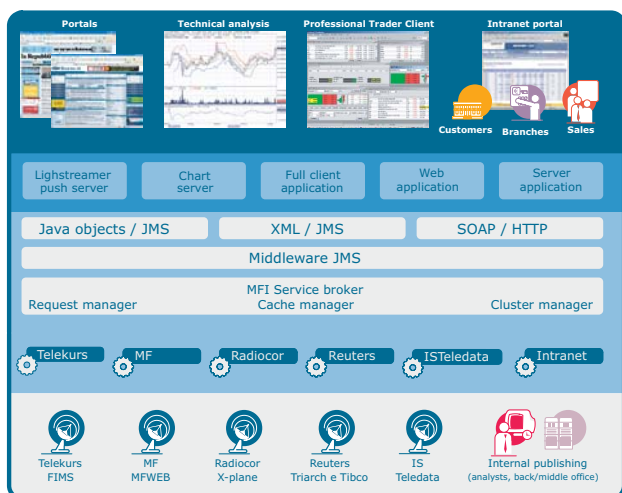 Portals
Technical analysis
Professional Trader Client
Intranet portal
Customers
Branches
Sales
Lighstreamer
push server
Chart
server
Full client
application
Web
application
Server
application
Java objects / JMS
XML / JMS
SOAP / HTTP
Middleware JMS
MFI Service broker
Request manager
Cache manager
Cluster manager
Telekurs
MF
Radiocor
Reuters
ISTeledata
Intranet
Telekurs
FIMS
MF
MFWEB
Radiocor
X-plane
Reuters
Triarch e Tibco
IS
Teledata
Internal publishing
(analysts, back/middle office)